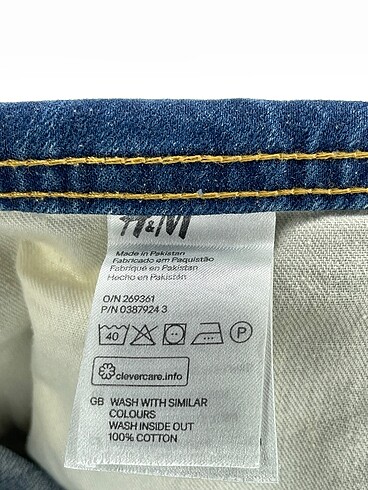 H&M
Made in Pakistan
Fabricado em Paquistão
Fabriqué en Pakistan
Hecho en Pakistán
O/N 269361
P/N 0387924 3
40 P
clevercare.info
GB WASH WITH SIMILAR
COLOURS
WASH INSIDE OUT
100% COTTON